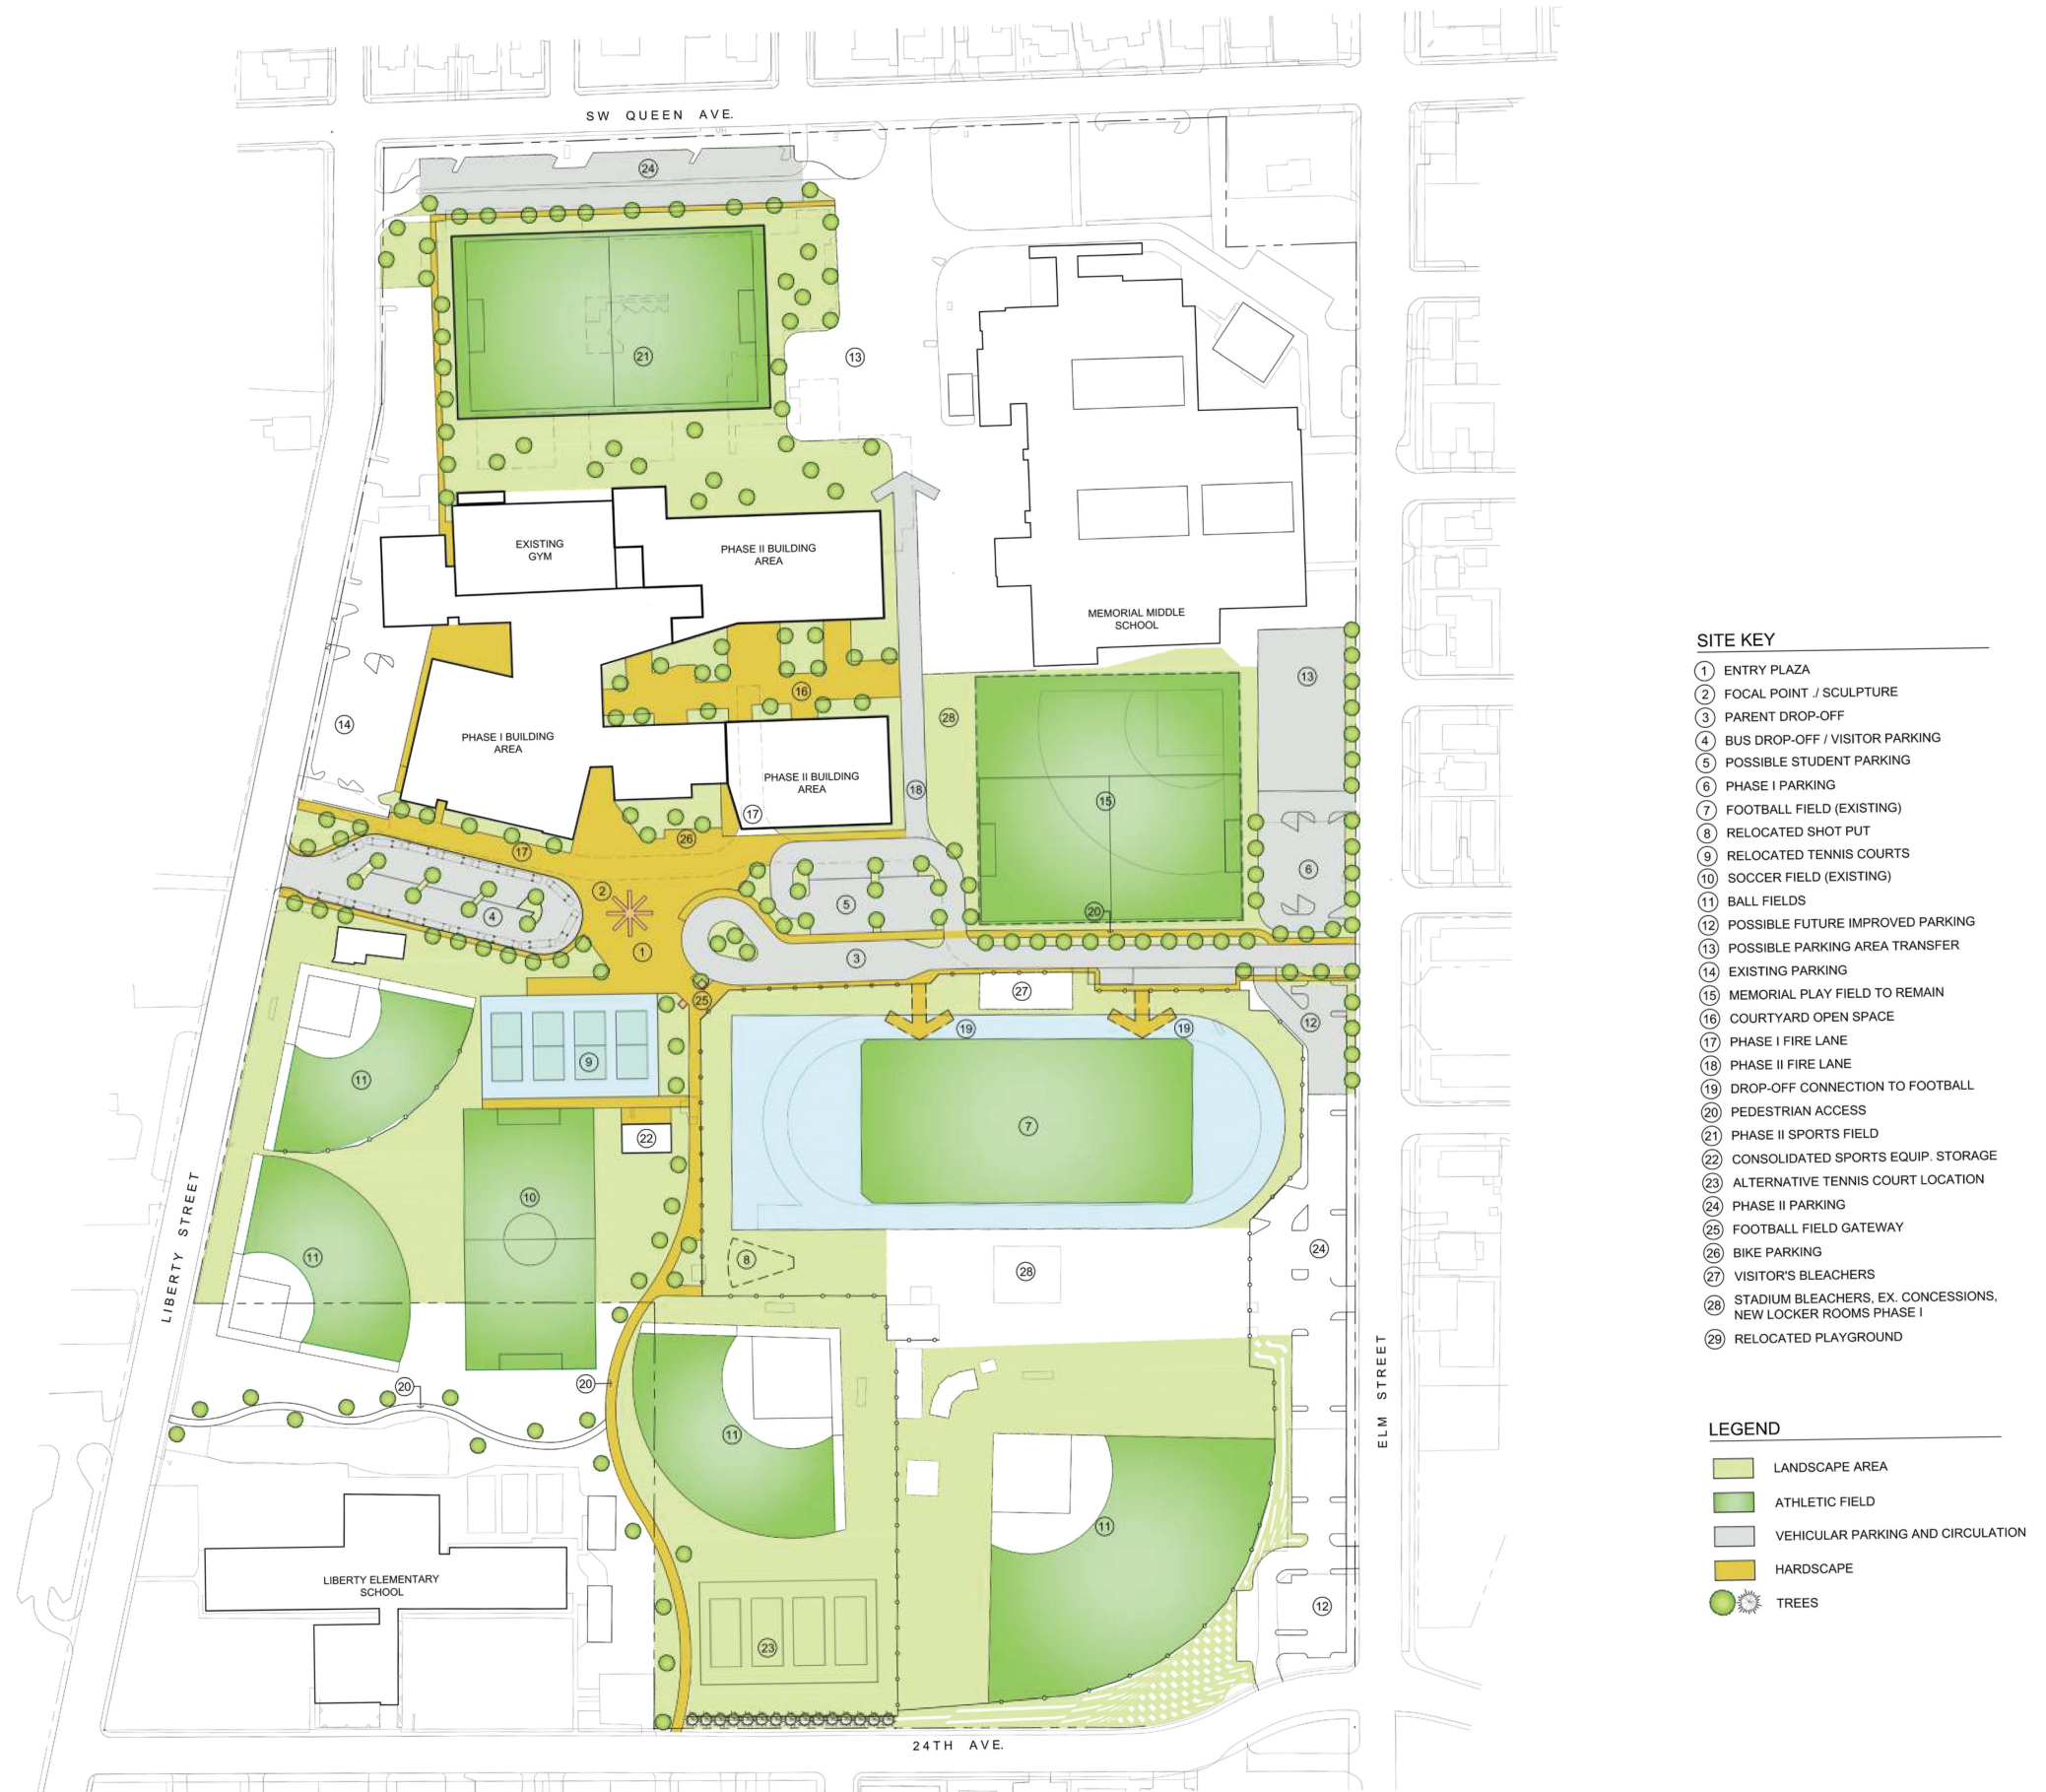 SW QUEEN AVE.
24
21
13
EXISTING
GYM
PHASE II BUILDING
AREA
MEMORIAL MIDDLE
SCHOOL
13
16
14
28
PHASE I BUILDING
AREA
PHASE II BUILDING
AREA
18
15
17
26
17
6
2
5
20
4
1
3
25
27
19
19
12
9
11
7
22
10
LIBERTY STREET
11
8
24
28
20
20
ELM STREET
11
11
LIBERTY ELEMENTARY
SCHOOL
12
23
24TH AVE.
SITE KEY
1 ENTRY PLAZA
2 FOCAL POINT ./ SCULPTURE
3 PARENT DROP-OFF
4 BUS DROP-OFF / VISITOR PARKING
5 POSSIBLE STUDENT PARKING
6 PHASE I PARKING
7 FOOTBALL FIELD (EXISTING)
8 RELOCATED SHOT PUT
9 RELOCATED TENNIS COURTS
10 SOCCER FIELD (EXISTING)
11 BALL FIELDS
12 POSSIBLE FUTURE IMPROVED PARKING
13 POSSIBLE PARKING AREA TRANSFER
14 EXISTING PARKING
15 MEMORIAL PLAY FIELD TO REMAIN
16 COURTYARD OPEN SPACE
17 PHASE I FIRE LANE
18 PHASE II FIRE LANE
19 DROP-OFF CONNECTION TO FOOTBALL
20 PEDESTRIAN ACCESS
21 PHASE II SPORTS FIELD
22 CONSOLIDATED SPORTS EQUIP. STORAGE
23 ALTERNATIVE TENNIS COURT LOCATION
24 PHASE II PARKING
25 FOOTBALL FIELD GATEWAY
26 BIKE PARKING
27 VISITOR'S BLEACHERS
28 STADIUM BLEACHERS, EX. CONCESSIONS,
NEW LOCKER ROOMS PHASE I
29 RELOCATED PLAYGROUND
LEGEND
LANDSCAPE AREA
ATHLETIC FIELD
VEHICULAR PARKING AND CIRCULATION
HARDSCAPE
TREES